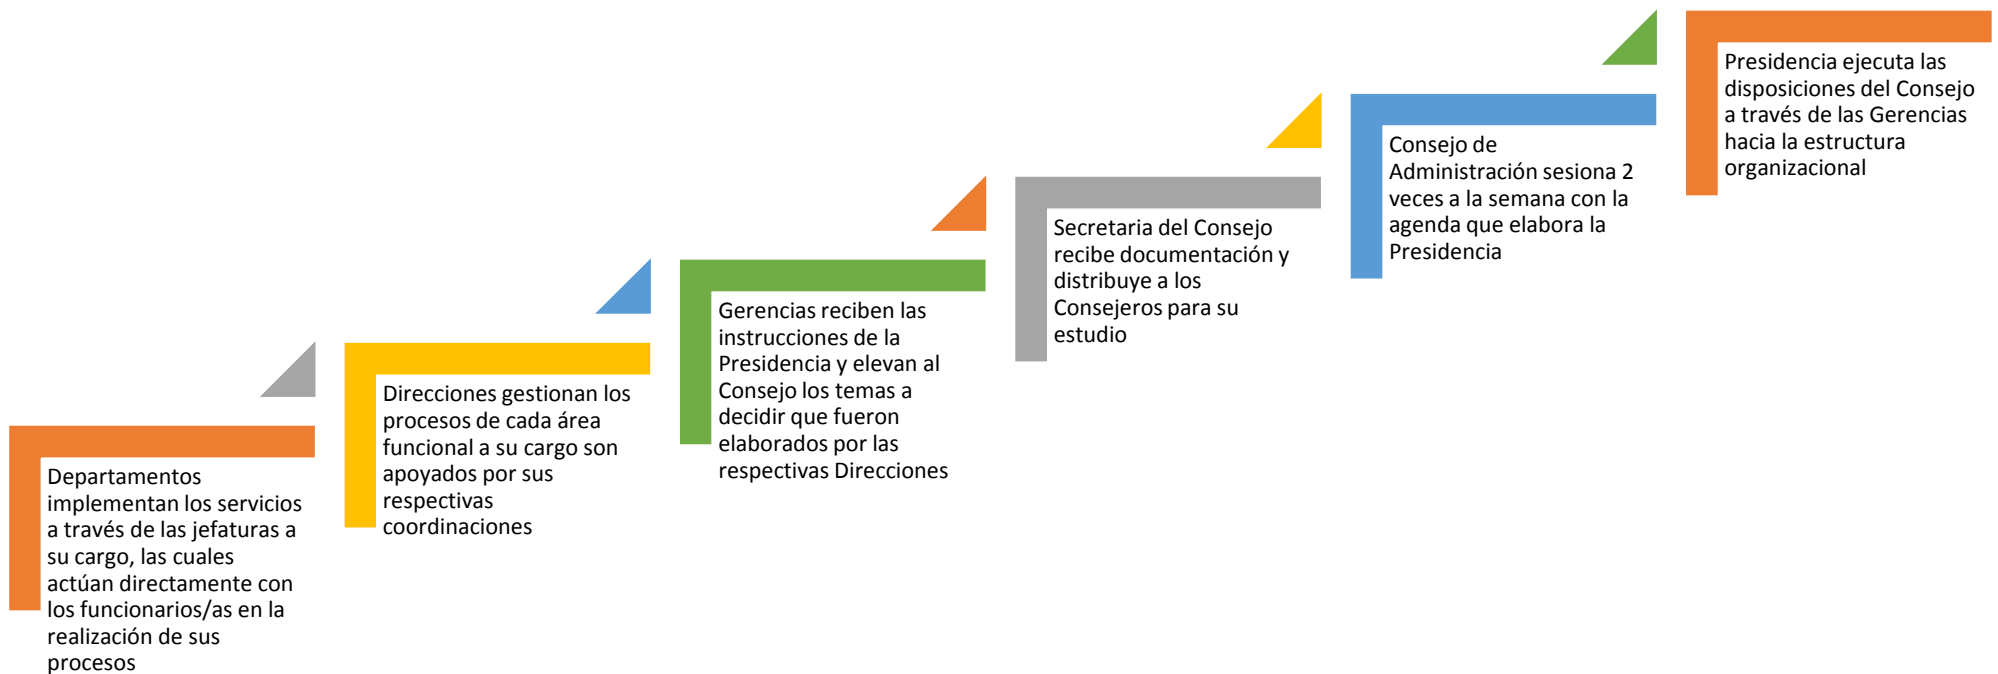 Departamentos
implementan los servicios
a través de las jefaturas a
su cargo, las cuales
actúan directamente con
los funcionarios/as en la
realización de sus
procesos
Direcciones gestionan los
procesos de cada área
funcional a su cargo son
apoyados por sus
respectivas
coordinaciones
Gerencias reciben las
instrucciones de la
Presidencia y elevan al
Consejo los temas a
decidir que fueron
elaborados por las
respectivas Direcciones
Secretaria del Consejo
recibe documentación y
distribuye a los
Consejeros para su
estudio
Consejo de
Administración sesiona 2
veces a la semana con la
agenda que elabora la
Presidencia
Presidencia ejecuta las
disposiciones del Consejo
a través de las Gerencias
hacia la estructura
organizacional